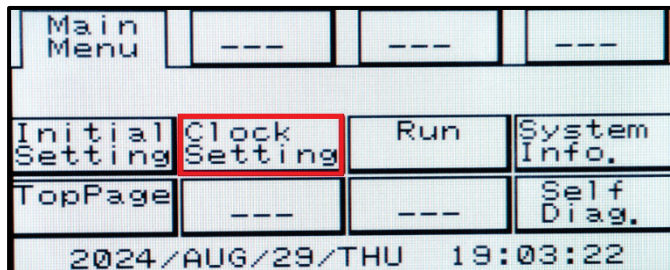 Main
Menu
---
---
---
Initial
Setting
Clock
Setting
Run
System
Info.
TopPage
---
---
Self
Diag.
2024/AUG/29/THU 19:03:22